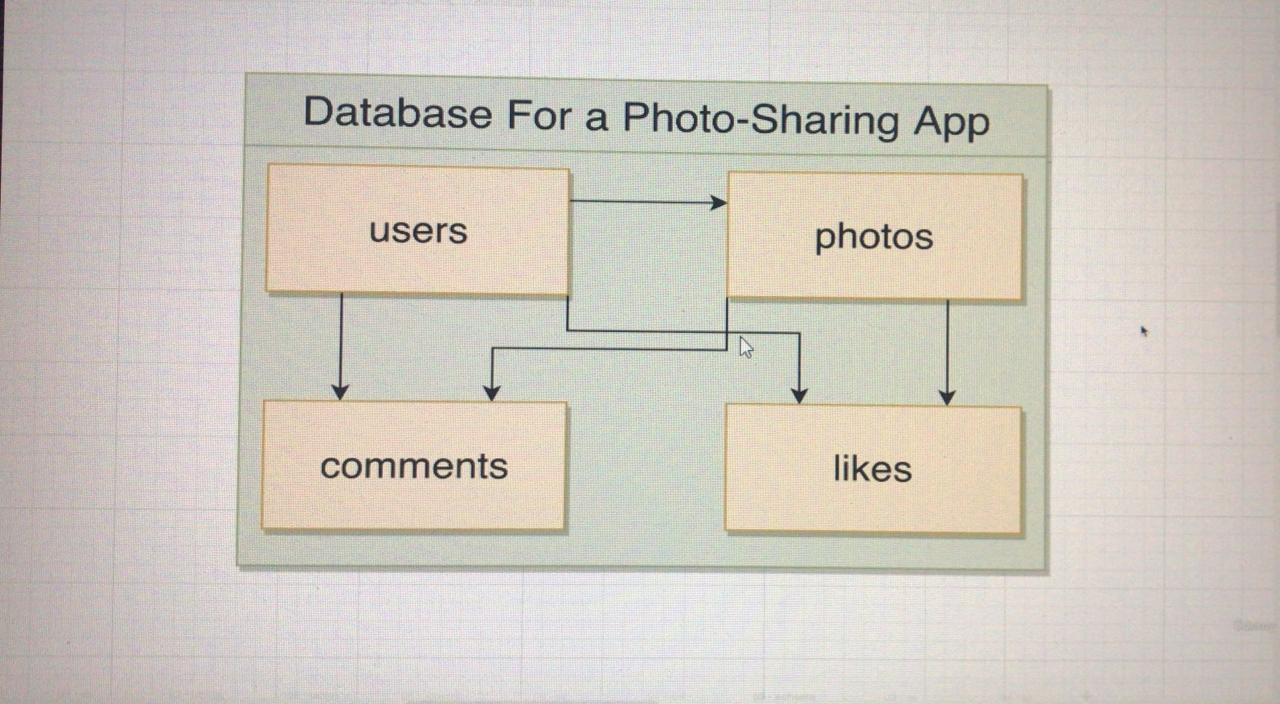 Database For a Photo-Sharing App
users
photos
comments
likes